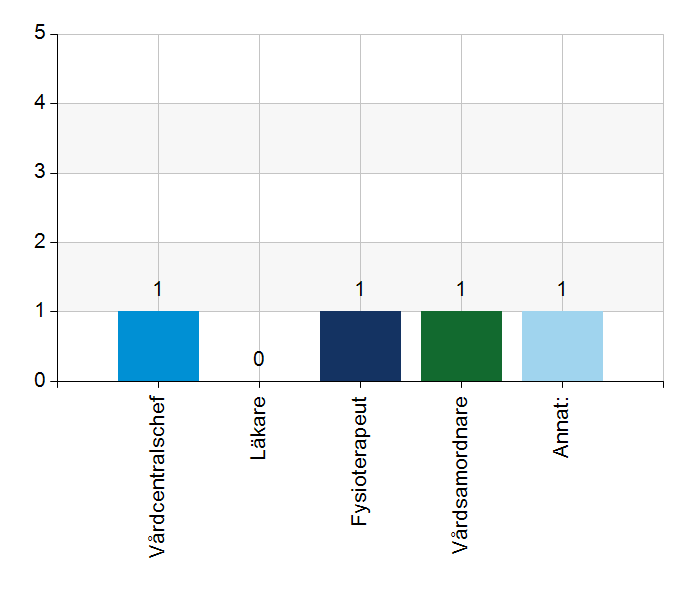 5
4
3
2
1
0
1
0
1
1
1
Vårdcentralschef
Läkare
Fysioterapeut
Vårdsamordnare
Annat: